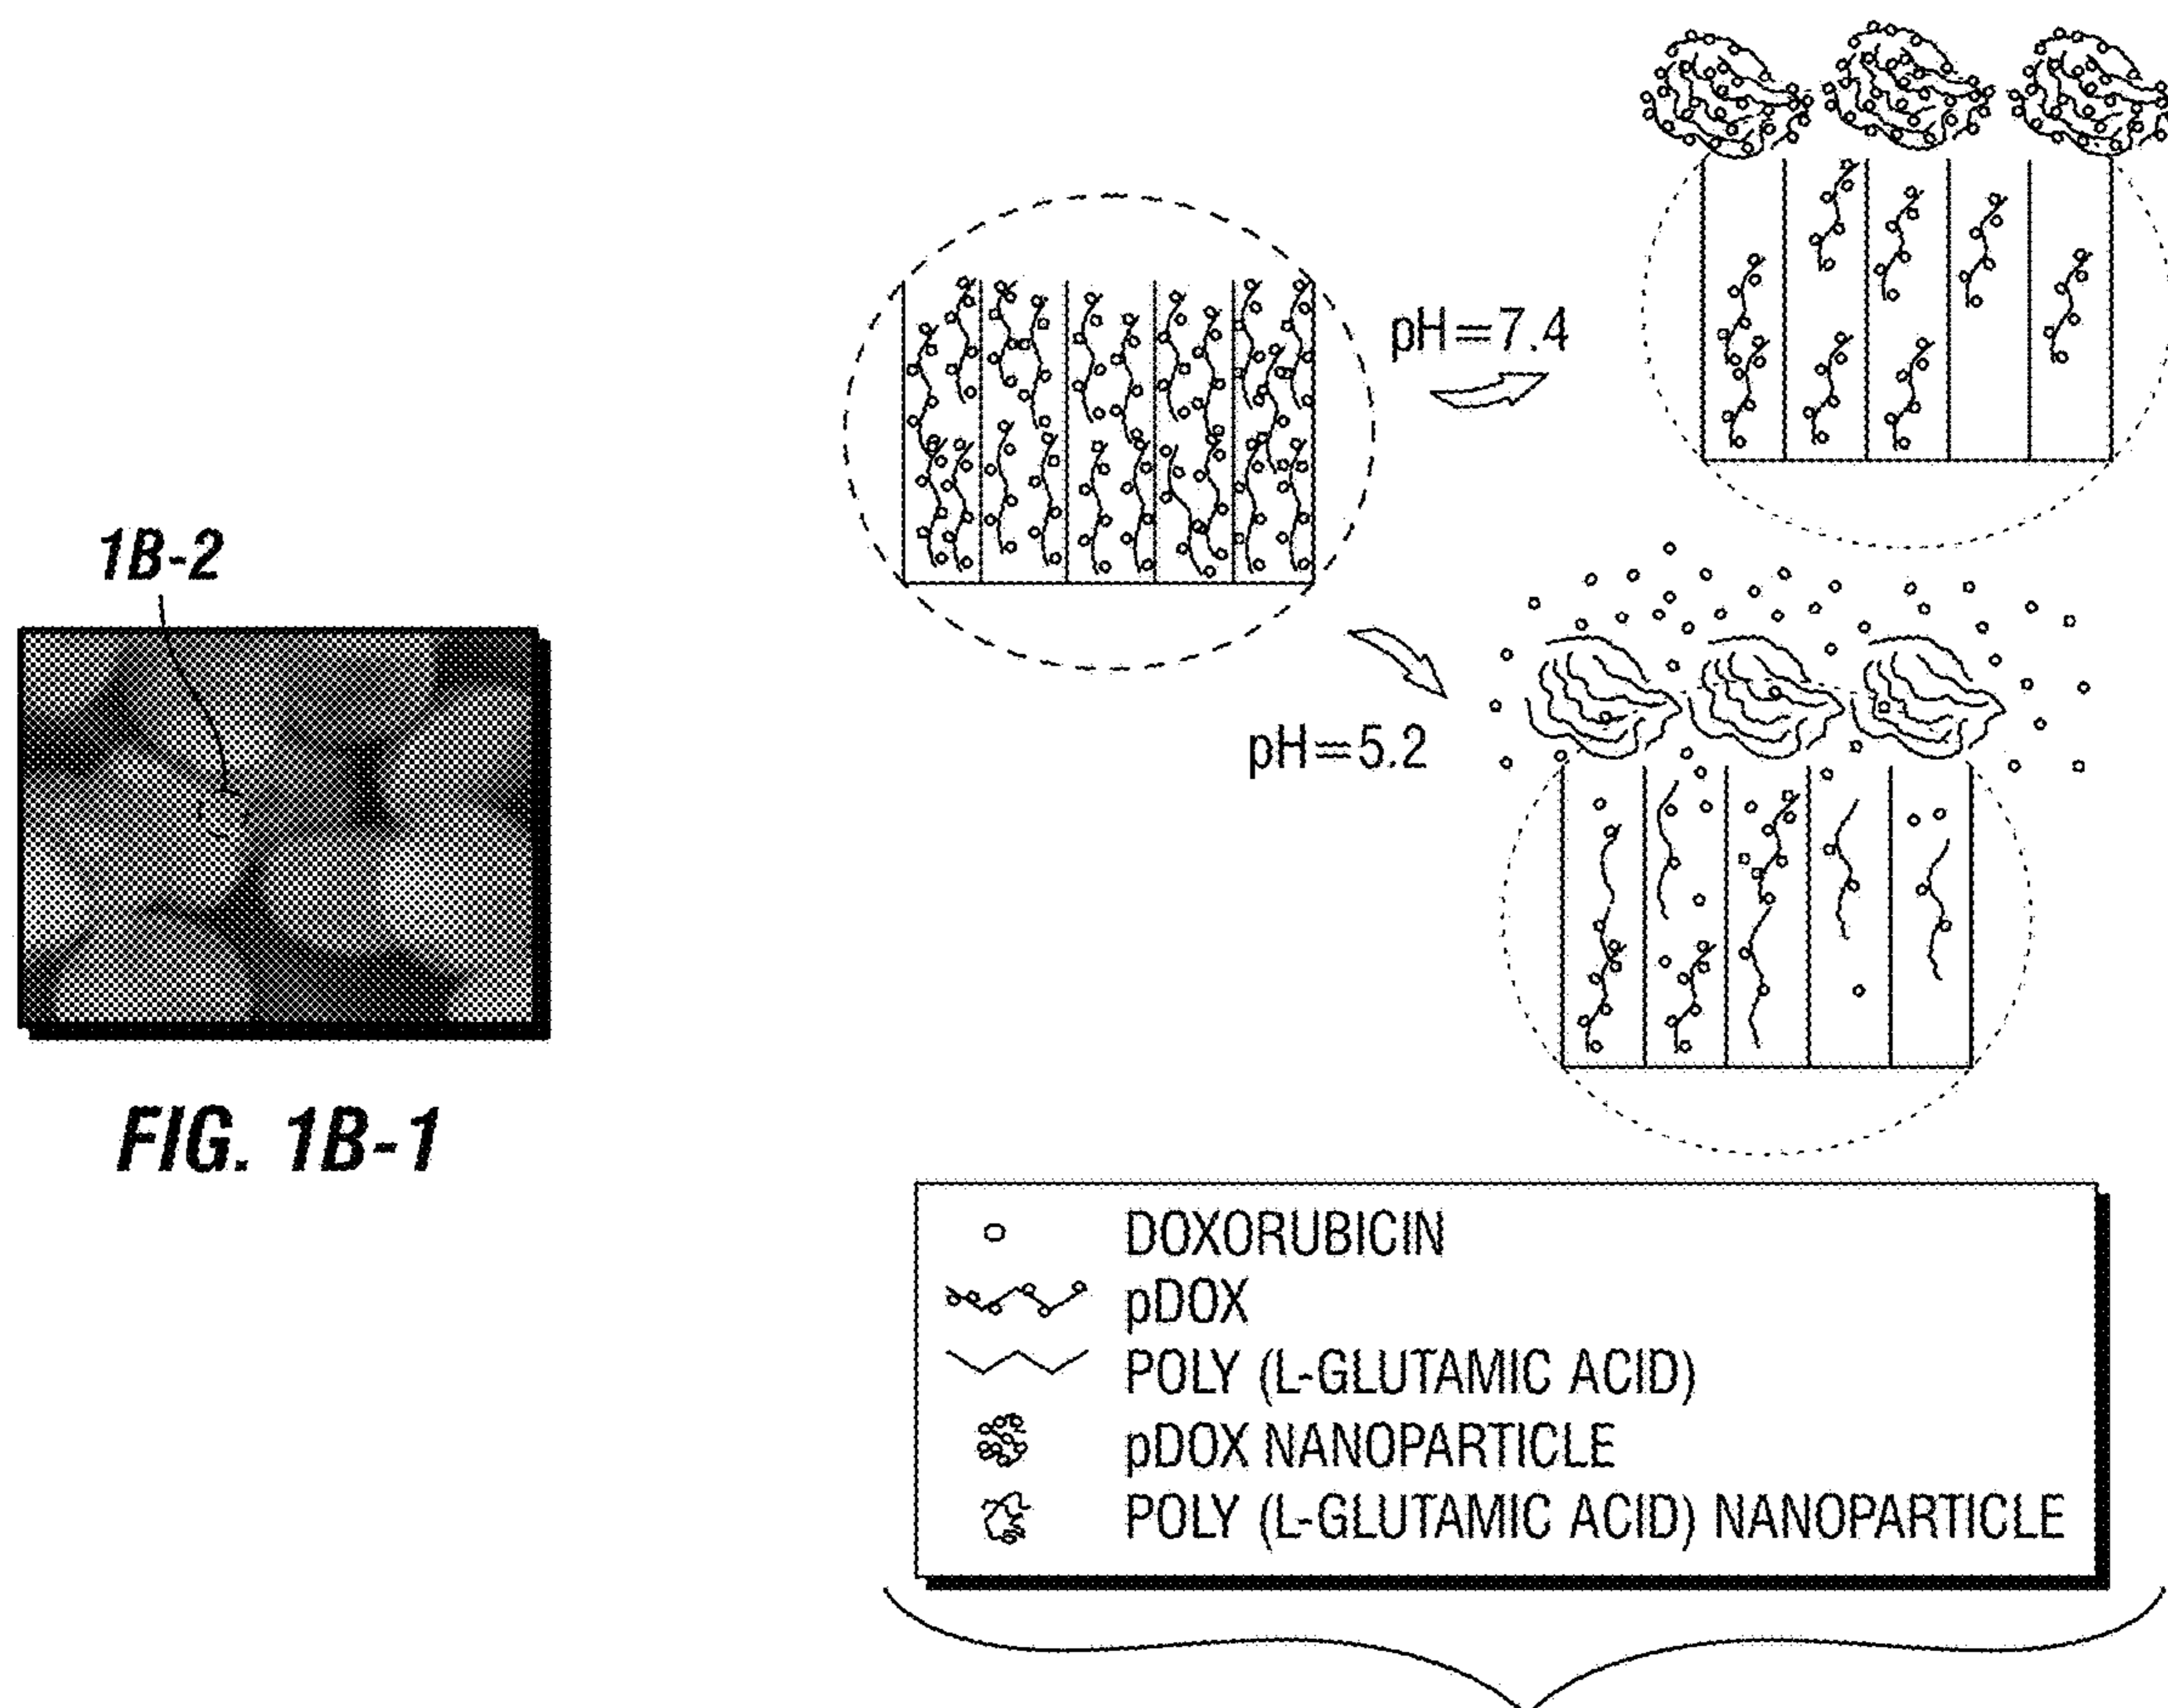 1B-2
FIG. 1B-1
pH=7.4
pH=5.2
DOXORUBICIN
pDOX
POLY (L-GLUTAMIC ACID)
pDOX NANOPARTICLE
POLY (L-GLUTAMIC ACID) NANOPARTICLE